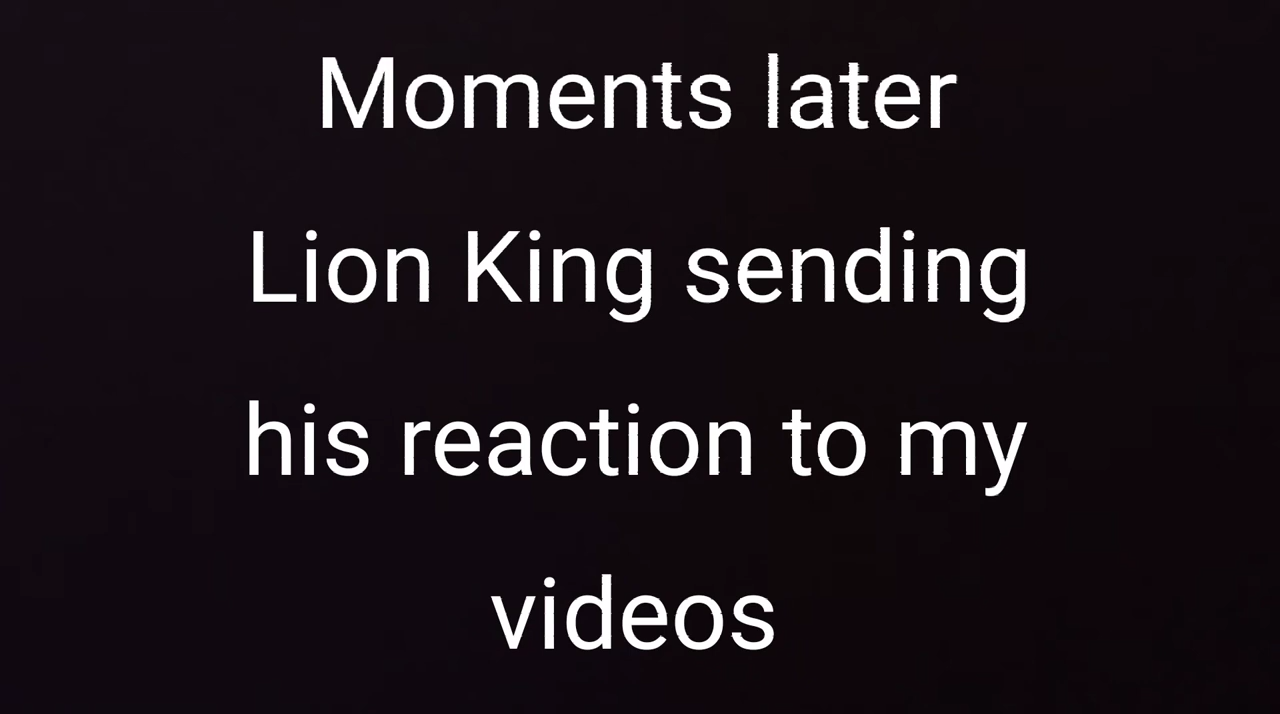 Moments later
Lion King sending
his reaction to my
videos